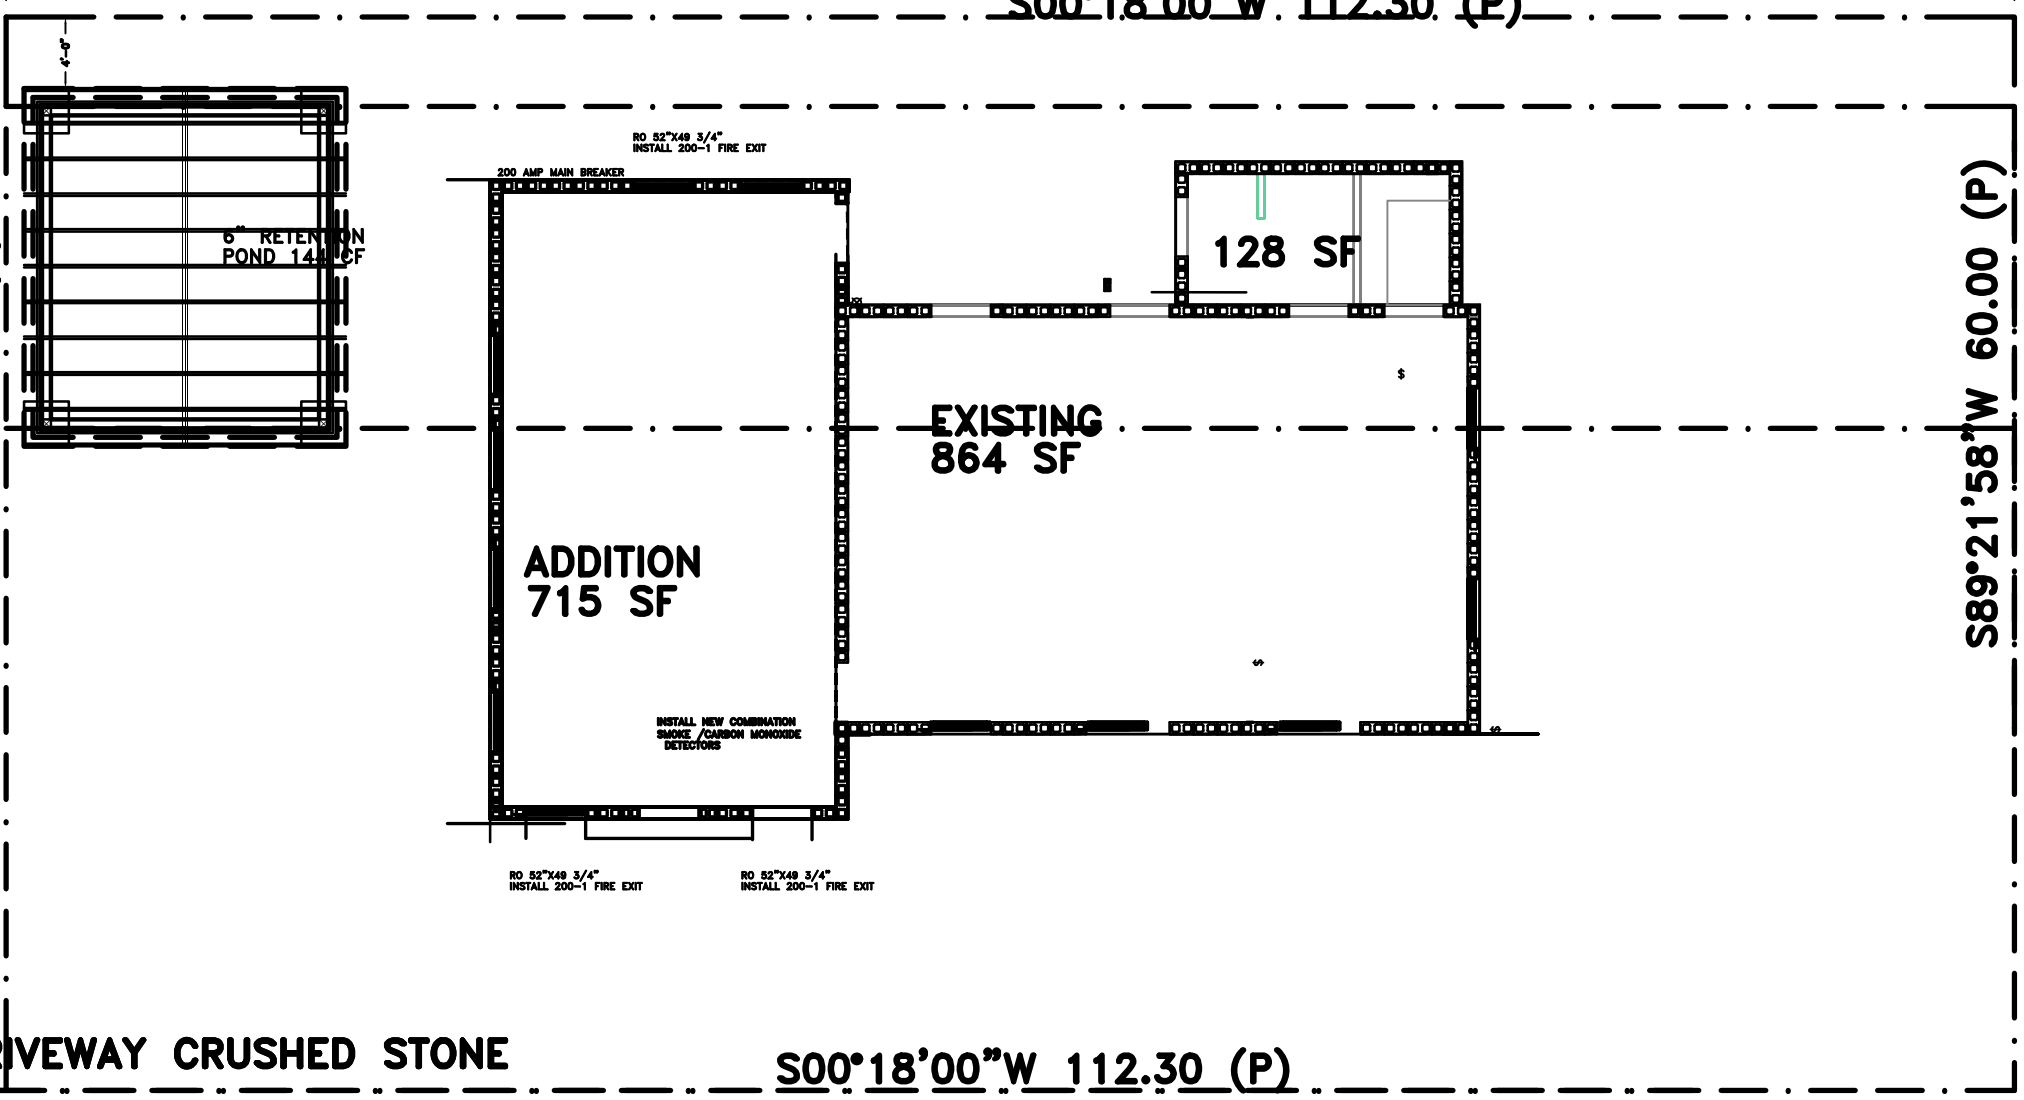 S00°18'00"W 112.30 (P)
4'-0"
RO 52"X49 3/4"
INSTALL 200-1 FIRE EXIT
200 AMP MAIN BREAKER
6" RETENTION
POND 144 CF
128 SF
S89°21'58"W 60.00 (P)
$
EXISTING
864 SF
ADDITION
715 SF
$
INSTALL NEW COMBINATION
SMOKE /CARBON MONOXIDE
DETECTORS
$
RO 52"X49 3/4"
INSTALL 200-1 FIRE EXIT
RO 52"X49 3/4"
INSTALL 200-1 FIRE EXIT
IVEWAY CRUSHED STONE
S00°18'00"W 112.30 (P)